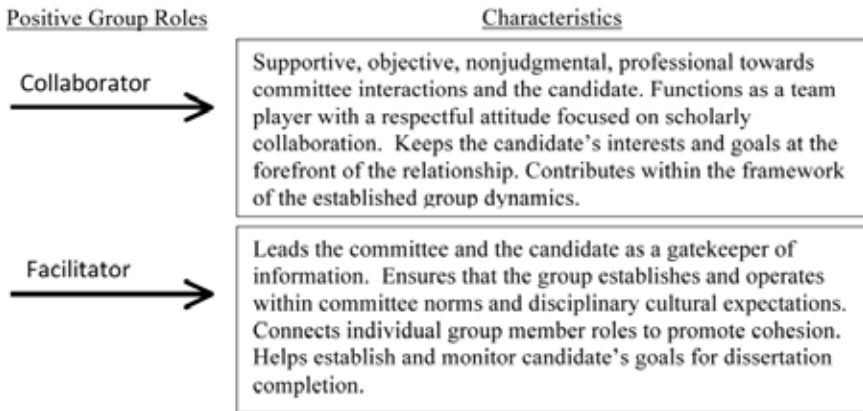 Positive Group Roles
Characteristics
Collaborator
Supportive, objective, nonjudgmental, professional towards
committee interactions and the candidate. Functions as a team
player with a respectful attitude focused on scholarly
collaboration.  Keeps the candidate's interests and goals at the
forefront of the relationship. Contributes within the framework
of the established group dynamics.
Facilitator
Leads the committee and the candidate as a gatekeeper of
information.  Ensures that the group establishes and operates
within committee norms and disciplinary cultural expectations.
Connects individual group member roles to promote cohesion.
Helps establish and monitor candidate's goals for dissertation
completion.